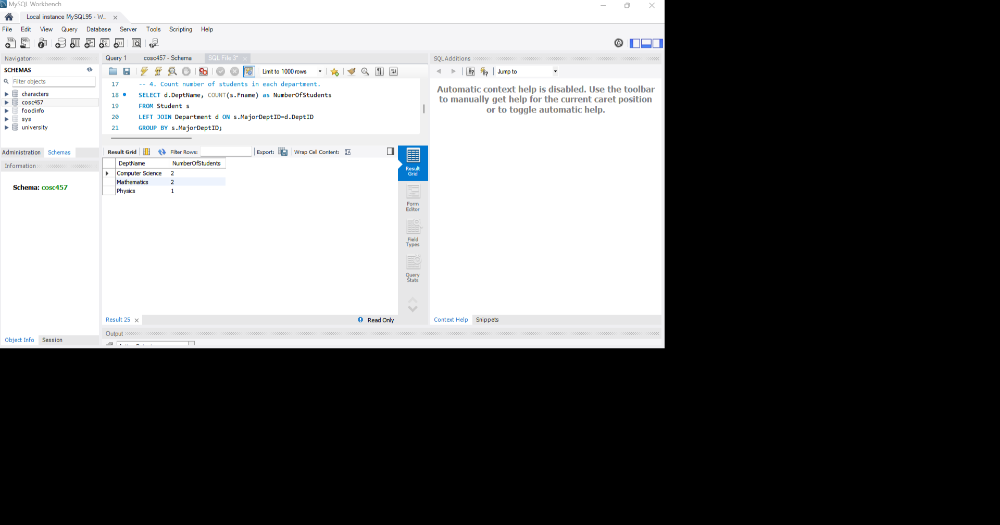 MySQL Workbench
Local instance MySQL95 - W...
File Edit View Query Database Server Tools Scripting Help
Navigator
SCHEMAS
Filter objects
characters
cosc457
foodinfo
sys
university
Administration Schemas
Information
Schema: cosc457
Object Info Session
Query 1 cosc457 - Schema SQL File 3*
Limit to 1000 rows
17 -- 4. Count number of students in each department.
18 SELECT d.DeptName, COUNT(s.Fname) as NumberOfStudents
19 FROM Student s
20 LEFT JOIN Department d ON s.MajorDeptID=d.DeptID
21 GROUP BY s.MajorDeptID;
Result Grid Filter Rows: Export: Wrap Cell Content:
DeptName NumberOfStudents
Computer Science 2
Mathematics 2
Physics 1
Result
Grid
Form
Editor
Field
Types
Query
Stats
Result 25 Read Only
Output
SQLAdditions
Jump to
Automatic context help is disabled. Use the toolbar
to manually get help for the current caret position
or to toggle automatic help.
Context Help Snippets